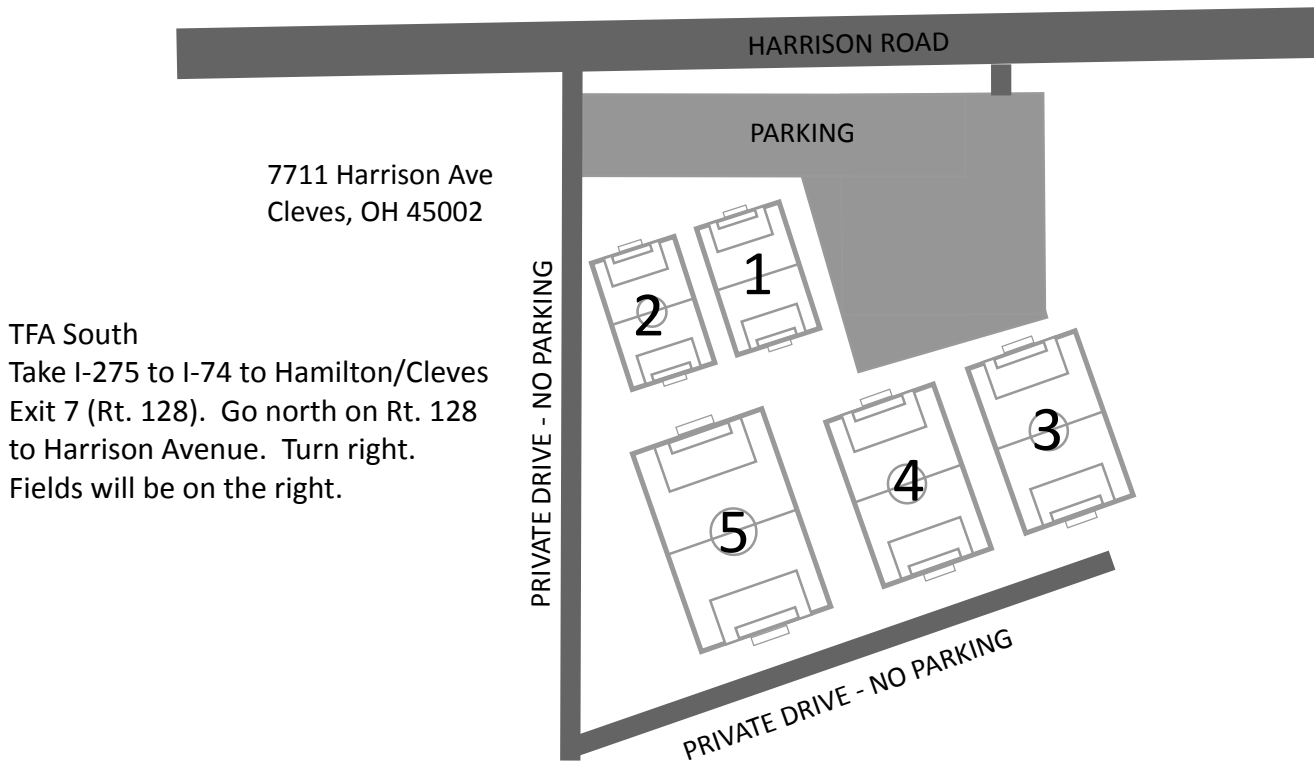 HARRISON ROAD
PARKING
7711 Harrison Ave
Cleves, OH 45002
1
2
TFA South
Take I-275 to I-74 to Hamilton/Cleves
Exit 7 (Rt. 128).  Go north on Rt. 128
to Harrison Avenue.  Turn right.
Fields will be on the right.
PRIVATE DRIVE - NO PARKING
3
4
5
PRIVATE DRIVE - NO PARKING